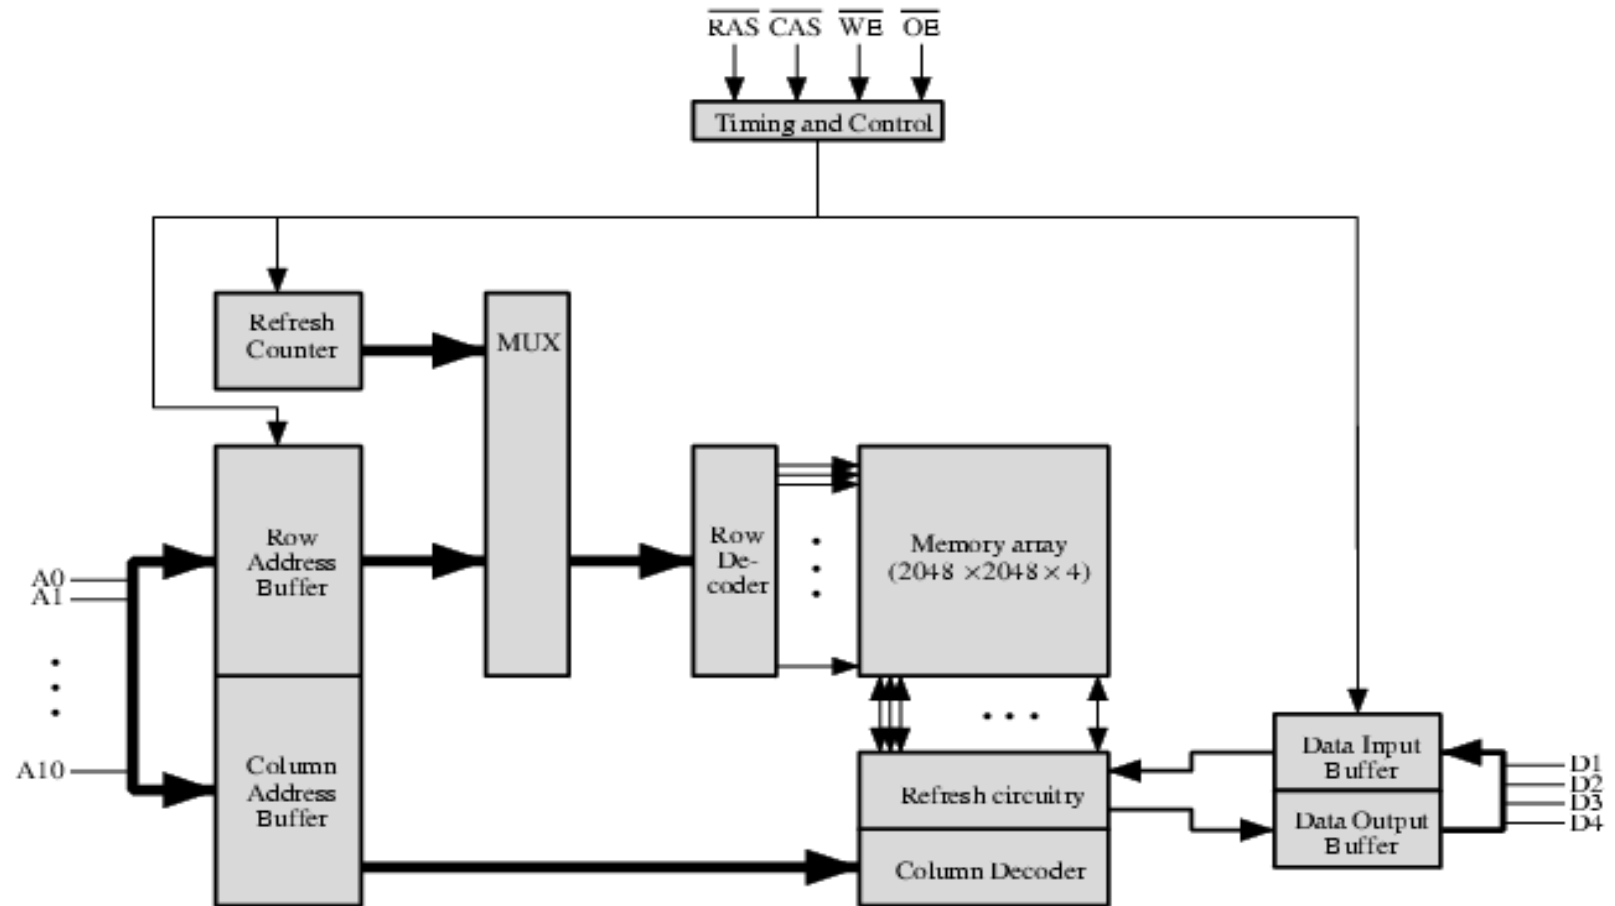 RAS CAS WE OE
Timing and Control
Refresh
Counter
MUX
Row
Address
Buffer
Row
De-
coder
Memory array
(2048 ×2048 × 4)
A0
A1
A10
Column
Address
Buffer
Refresh circuitry
Column Decoder
Data Input
Buffer
Data Output
Buffer
D1
D2
D3
D4